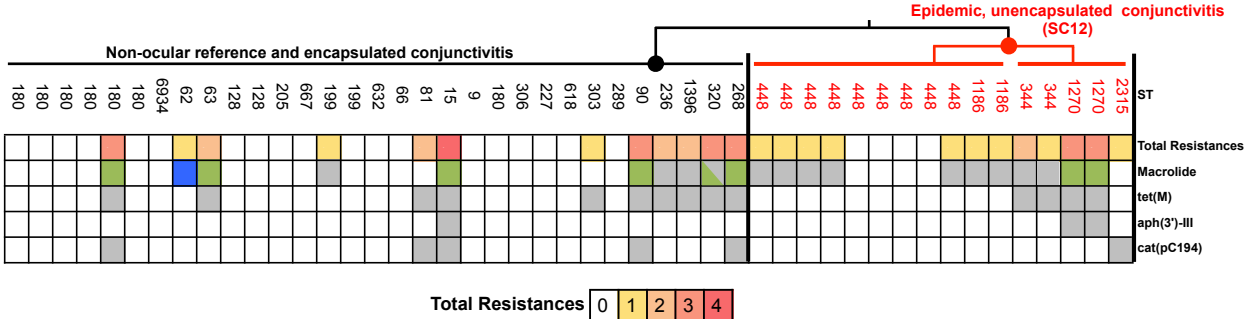 Epidemic, unencapsulated conjunctivitis
(SC12)
Non-ocular reference and encapsulated conjunctivitis
180 180 180 180 180 180 6934 62 63 128 128 205 667 199 199 632 66 81 15 9 180 306 227 618 303 289 90 236 1396 320 268 448 448 448 448 448 448 448 448 448 1186 1186 344 344 1270 1270 2315 ST
Total Resistances
Macrolide
tet(M)
aph(3')-III
cat(pC194)
Total Resistances 0 1 2 3 4